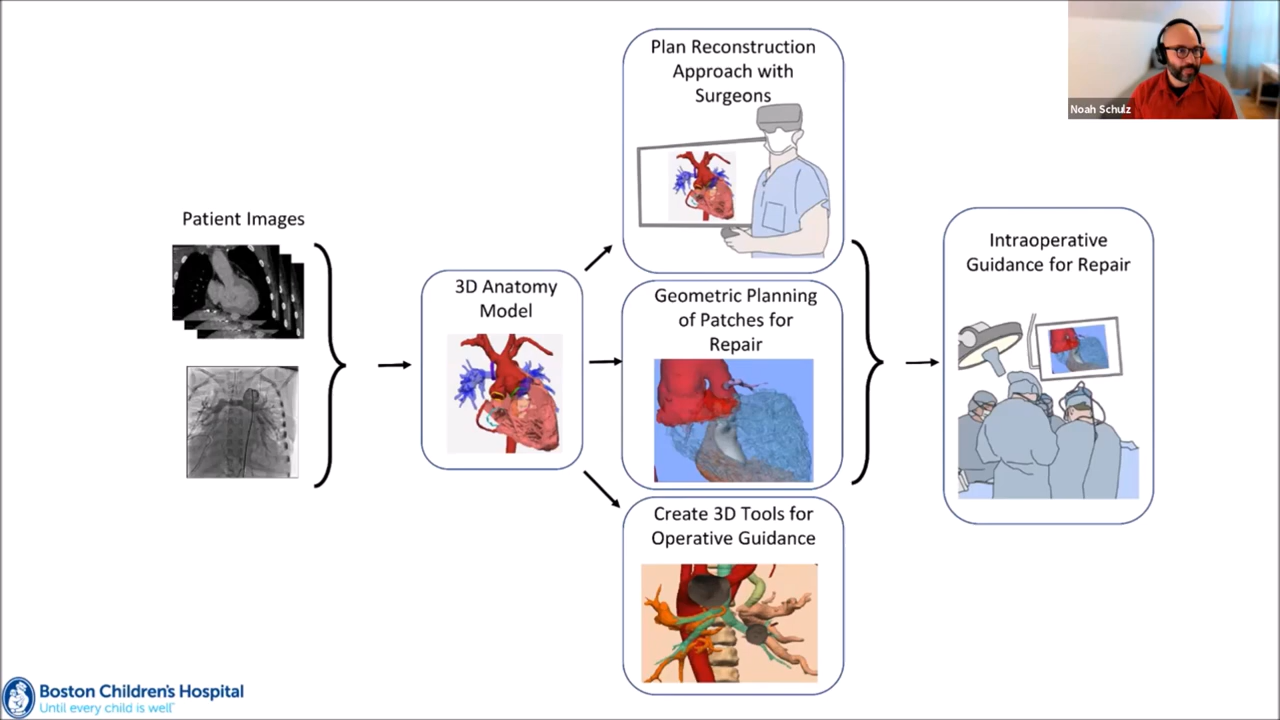 Plan Reconstruction
Approach with
Surgeons
Noah Schulz
Patient Images
3D Anatomy
Model
Geometric Planning
of Patches for
Repair
Create 3D Tools for
Operative Guidance
Intraoperative
Guidance for Repair
Boston Children's Hospital
Until every child is well™